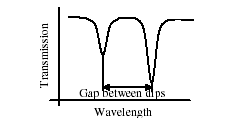 Transmission
Gap between dips
Wavelength